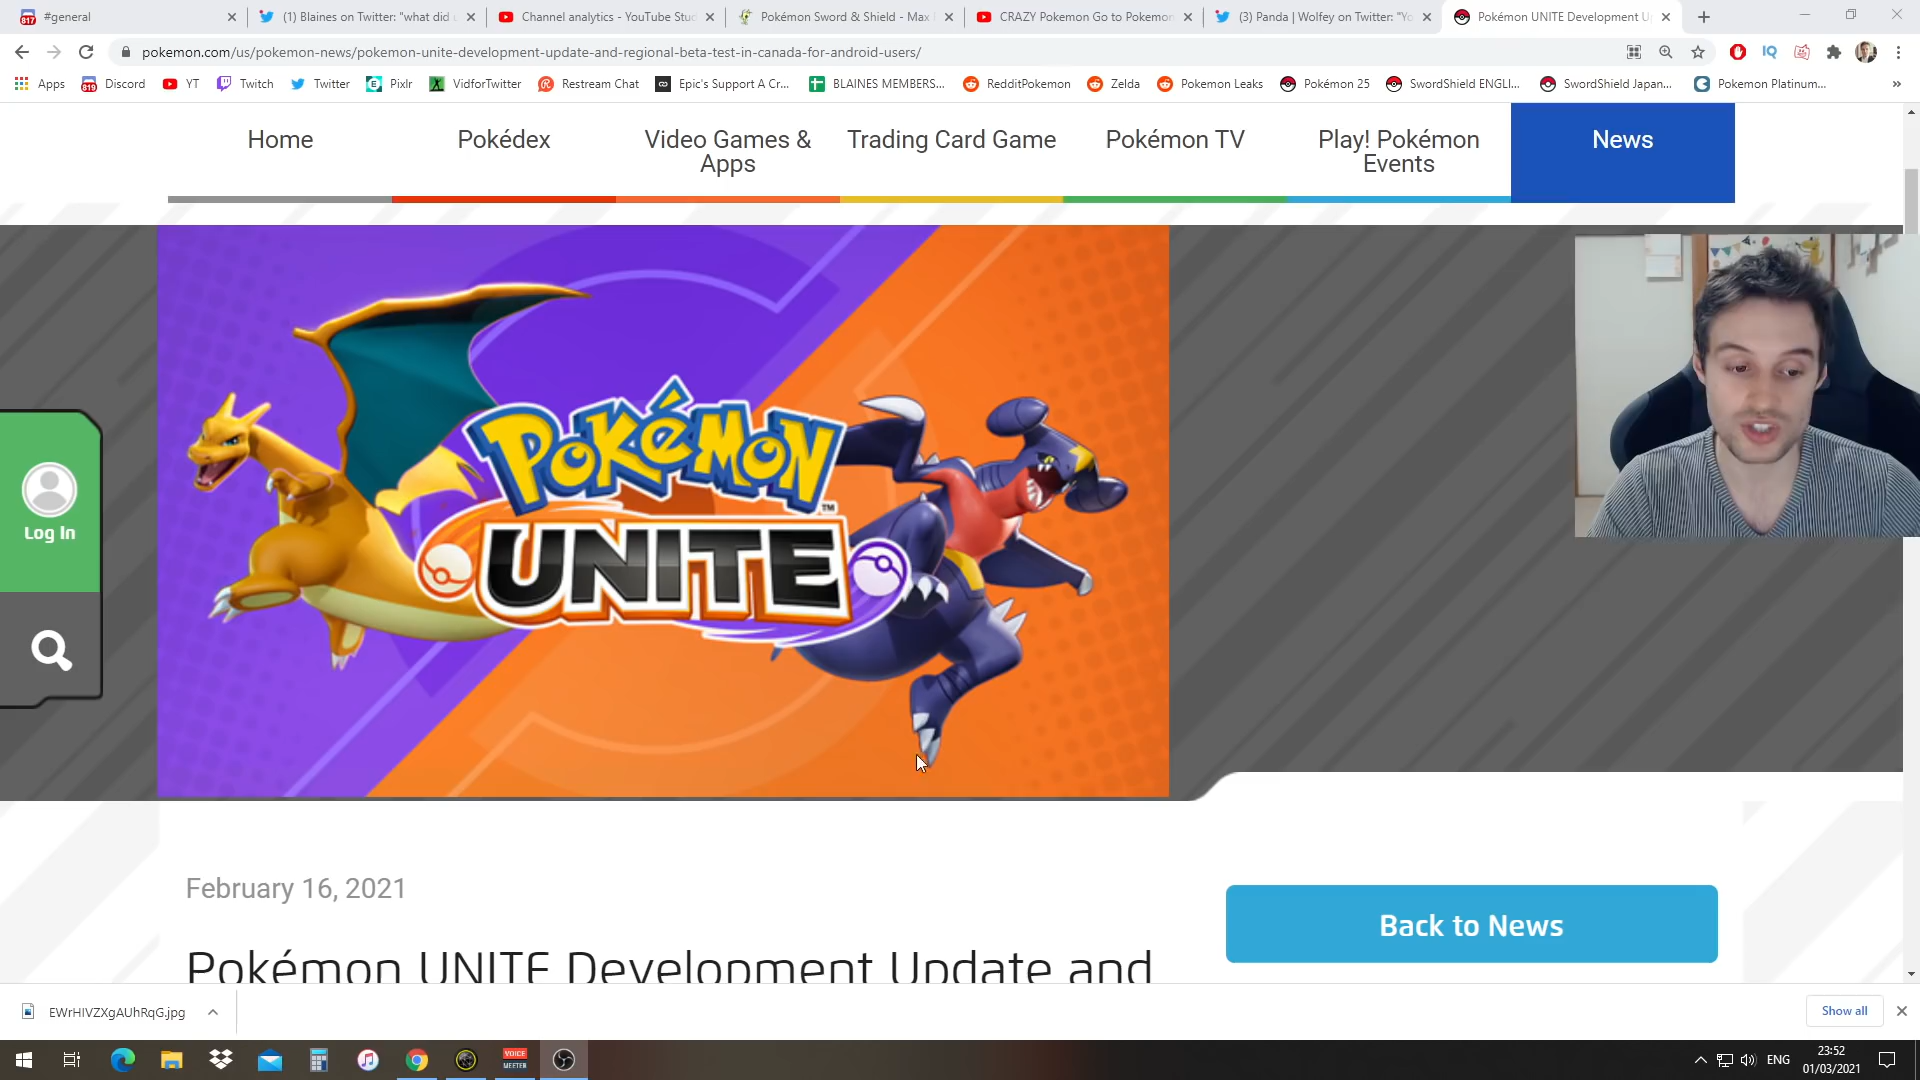 #general
(1) Blaines on Twitter: "what did
Channel analytics - YouTube Stu
Pokémon Sword & Shield - Max
CRAZY Pokemon Go to Pokemon
(3) Panda | Wolfey on Twitter: "Yo
Pokémon UNITE Development U
pokemon.com/us/pokemon-news/pokemon-unite-development-update-and-regional-beta-test-in-canada-for-android-users/
Apps
Discord
YT
Twitch
Twitter
Pixlr
VidforTwitter
Restream Chat
Epic's Support A Cr...
BLAINES MEMBERS...
RedditPokemon
Zelda
Pokemon Leaks
Pokémon 25
SwordShield ENGLI...
SwordShield Japan...
Pokemon Platinum...
Home
Pokédex
Video Games &
Apps
Trading Card Game
Pokémon TV
Play! Pokémon
Events
News
POKéMON
UNITE
Log In
February 16, 2021
Back to News
Pokémon UNITE Development Update and
EWrHIVZXgAUhRqG.jpg
Show all
VOICE
MEETER
ENG
23:52
01/03/2021